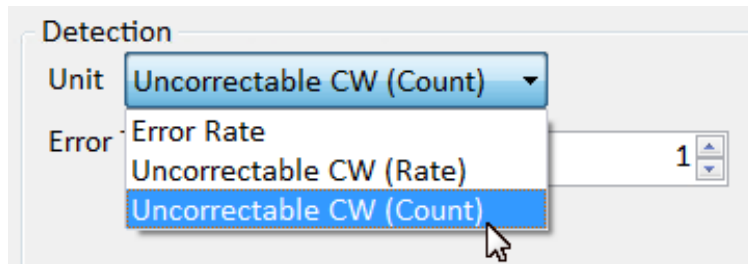 Detection
Unit Uncorrectable CW (Count)
Error Rate
Error
Uncorrectable CW (Rate)
1
Uncorrectable CW (Count)